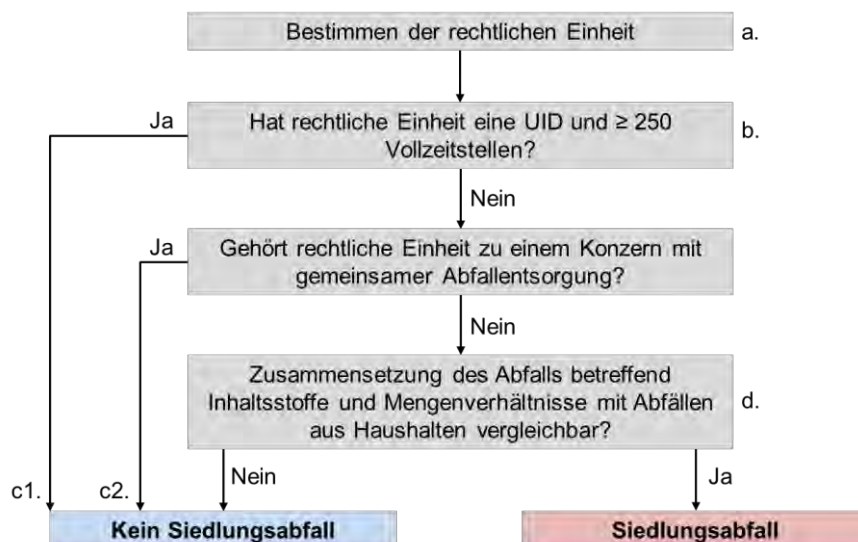 Bestimmen der rechtlichen Einheit
a.
Ja
Hat rechtliche Einheit eine UID und ≥ 250
Vollzeitstellen?
b.
Nein
Ja
Gehört rechtliche Einheit zu einem Konzern mit
gemeinsamer Abfallentsorgung?
Nein
Zusammensetzung des Abfalls betreffend
Inhaltsstoffe und Mengenverhältnisse mit Abfällen
aus Haushalten vergleichbar?
d.
c1.
c2.
Nein
Ja
Kein Siedlungsabfall
Siedlungsabfall